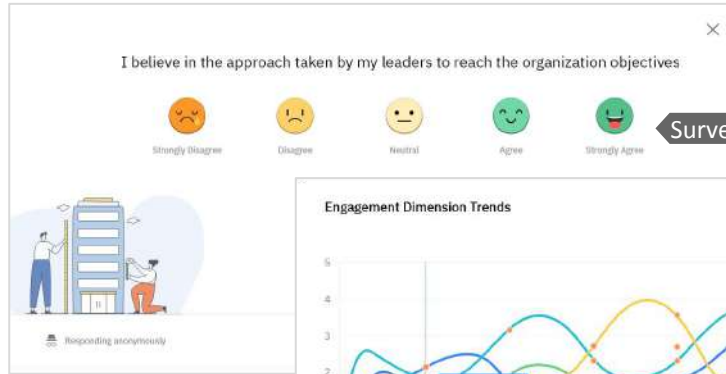 I believe in the approach taken by my leaders to reach the organization objectives
Strongly Disagree
Disagree
Neutral
Agree
Strongly Agree
Surve
Engagement Dimension Trends
5
4
3
2
Responding anonymously